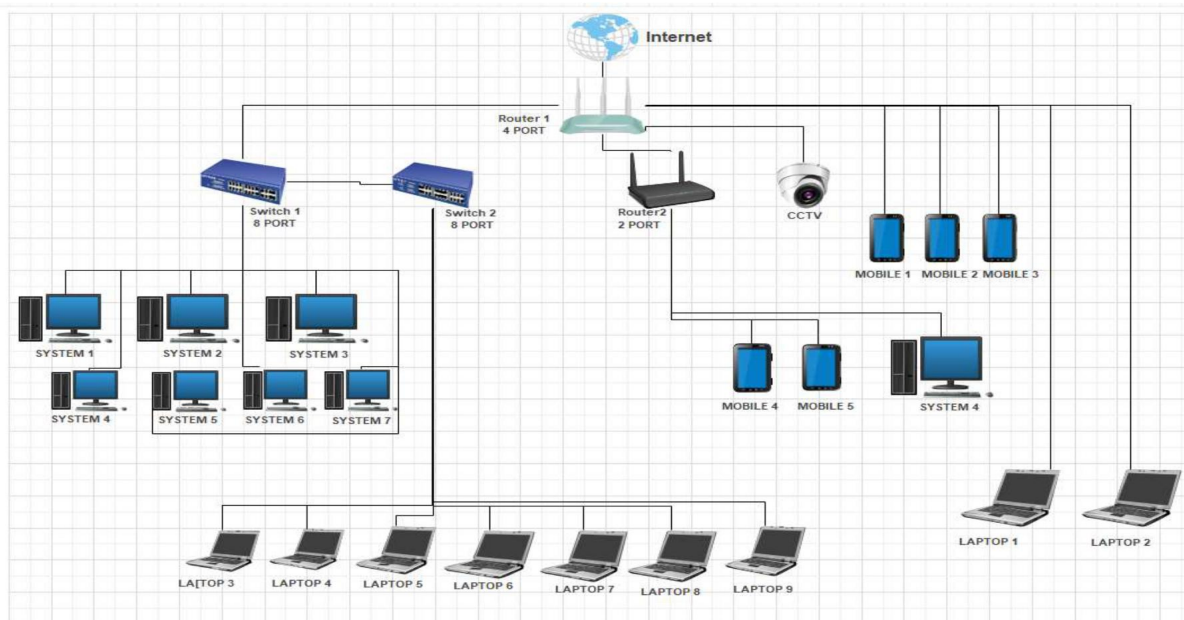 Internet
Router 1
4 PORT
Switch 1
8 PORT
Switch 2
8 PORT
Router2
2 PORT
CCTV
MOBILE 1
MOBILE 2
MOBILE 3
SYSTEM 1
SYSTEM 2
SYSTEM 3
SYSTEM 4
SYSTEM 5
SYSTEM 6
SYSTEM 7
MOBILE 4
MOBILE 5
SYSTEM 4
LAPTOP 1
LAPTOP 2
LA[TOP 3
LAPTOP 4
LAPTOP 5
LAPTOP 6
LAPTOP 7
LAPTOP 8
LAPTOP 9